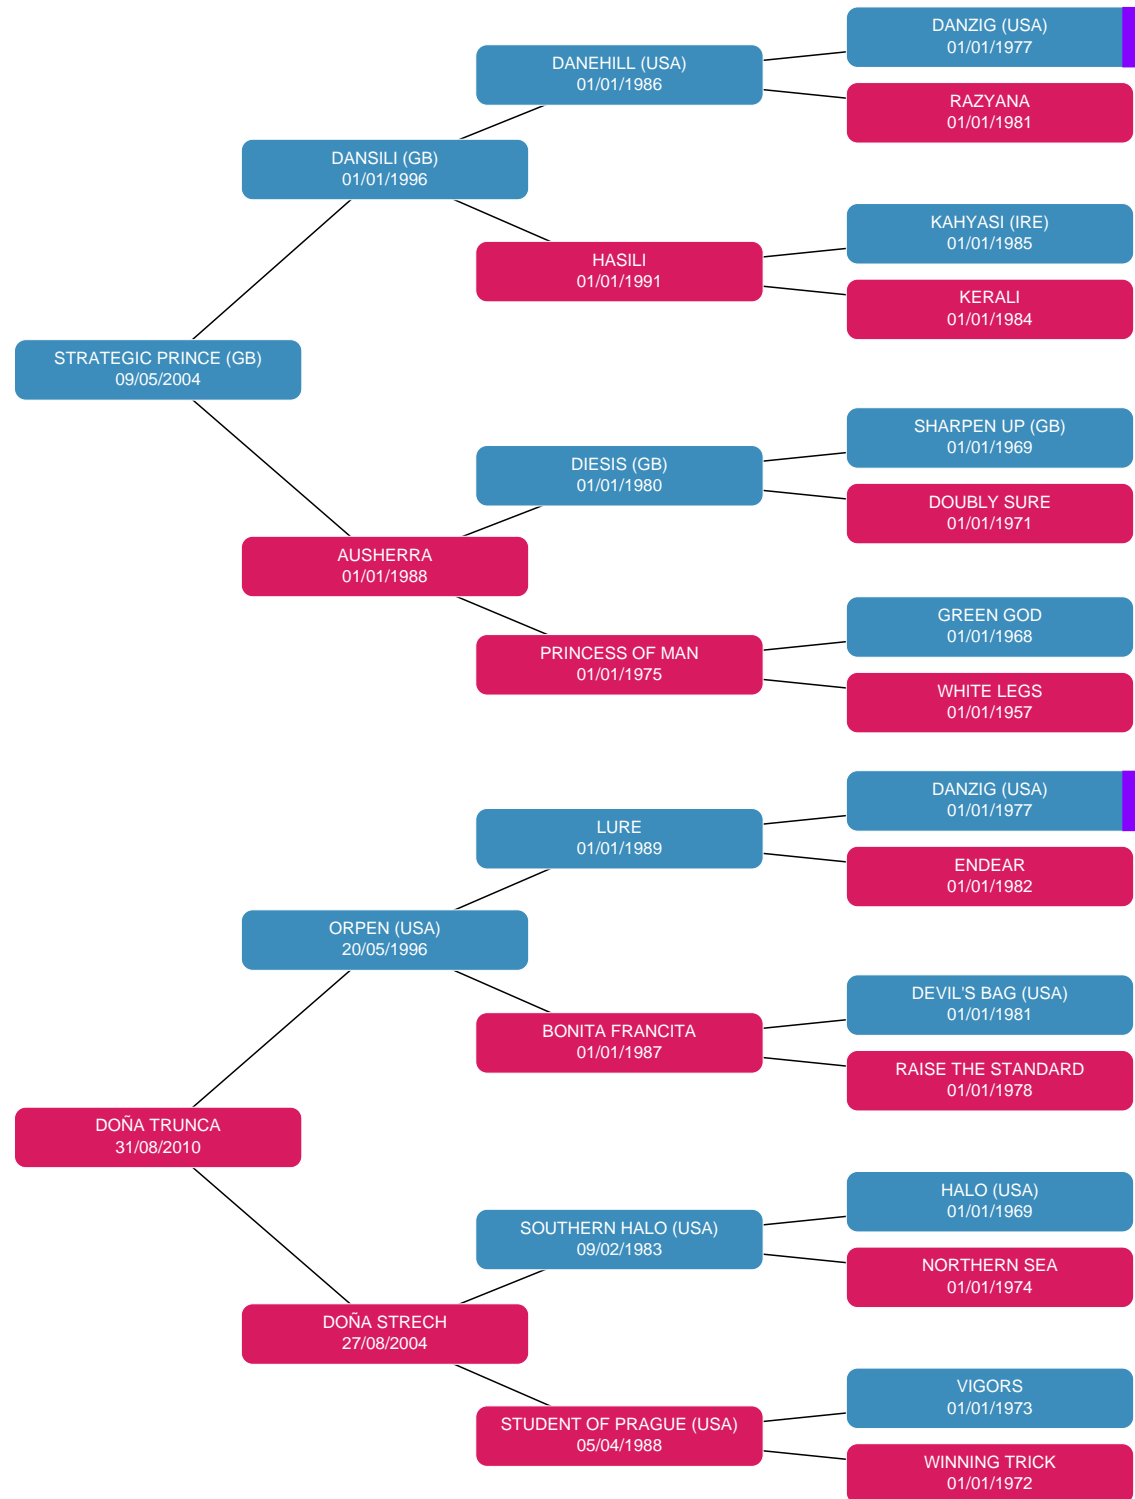 DANZIG (USA)
01/01/1977
DANEHILL (USA)
01/01/1986
RAZYANA
01/01/1981
DANSILI (GB)
01/01/1996
KAHYASI (IRE)
01/01/1985
HASILI
01/01/1991
KERALI
01/01/1984
STRATEGIC PRINCE (GB)
09/05/2004
SHARPEN UP (GB)
01/01/1969
DIESIS (GB)
01/01/1980
DOUBLY SURE
01/01/1971
AUSHERRA
01/01/1988
GREEN GOD
01/01/1968
PRINCESS OF MAN
01/01/1975
WHITE LEGS
01/01/1957
DANZIG (USA)
01/01/1977
LURE
01/01/1989
ENDEAR
01/01/1982
ORPEN (USA)
20/05/1996
DEVIL'S BAG (USA)
01/01/1981
BONITA FRANCITA
01/01/1987
RAISE THE STANDARD
01/01/1978
DOÑA TRUNCA
31/08/2010
HALO (USA)
01/01/1969
SOUTHERN HALO (USA)
09/02/1983
NORTHERN SEA
01/01/1974
DOÑA STRECH
27/08/2004
VIGORS
01/01/1973
STUDENT OF PRAGUE (USA)
05/04/1988
WINNING TRICK
01/01/1972